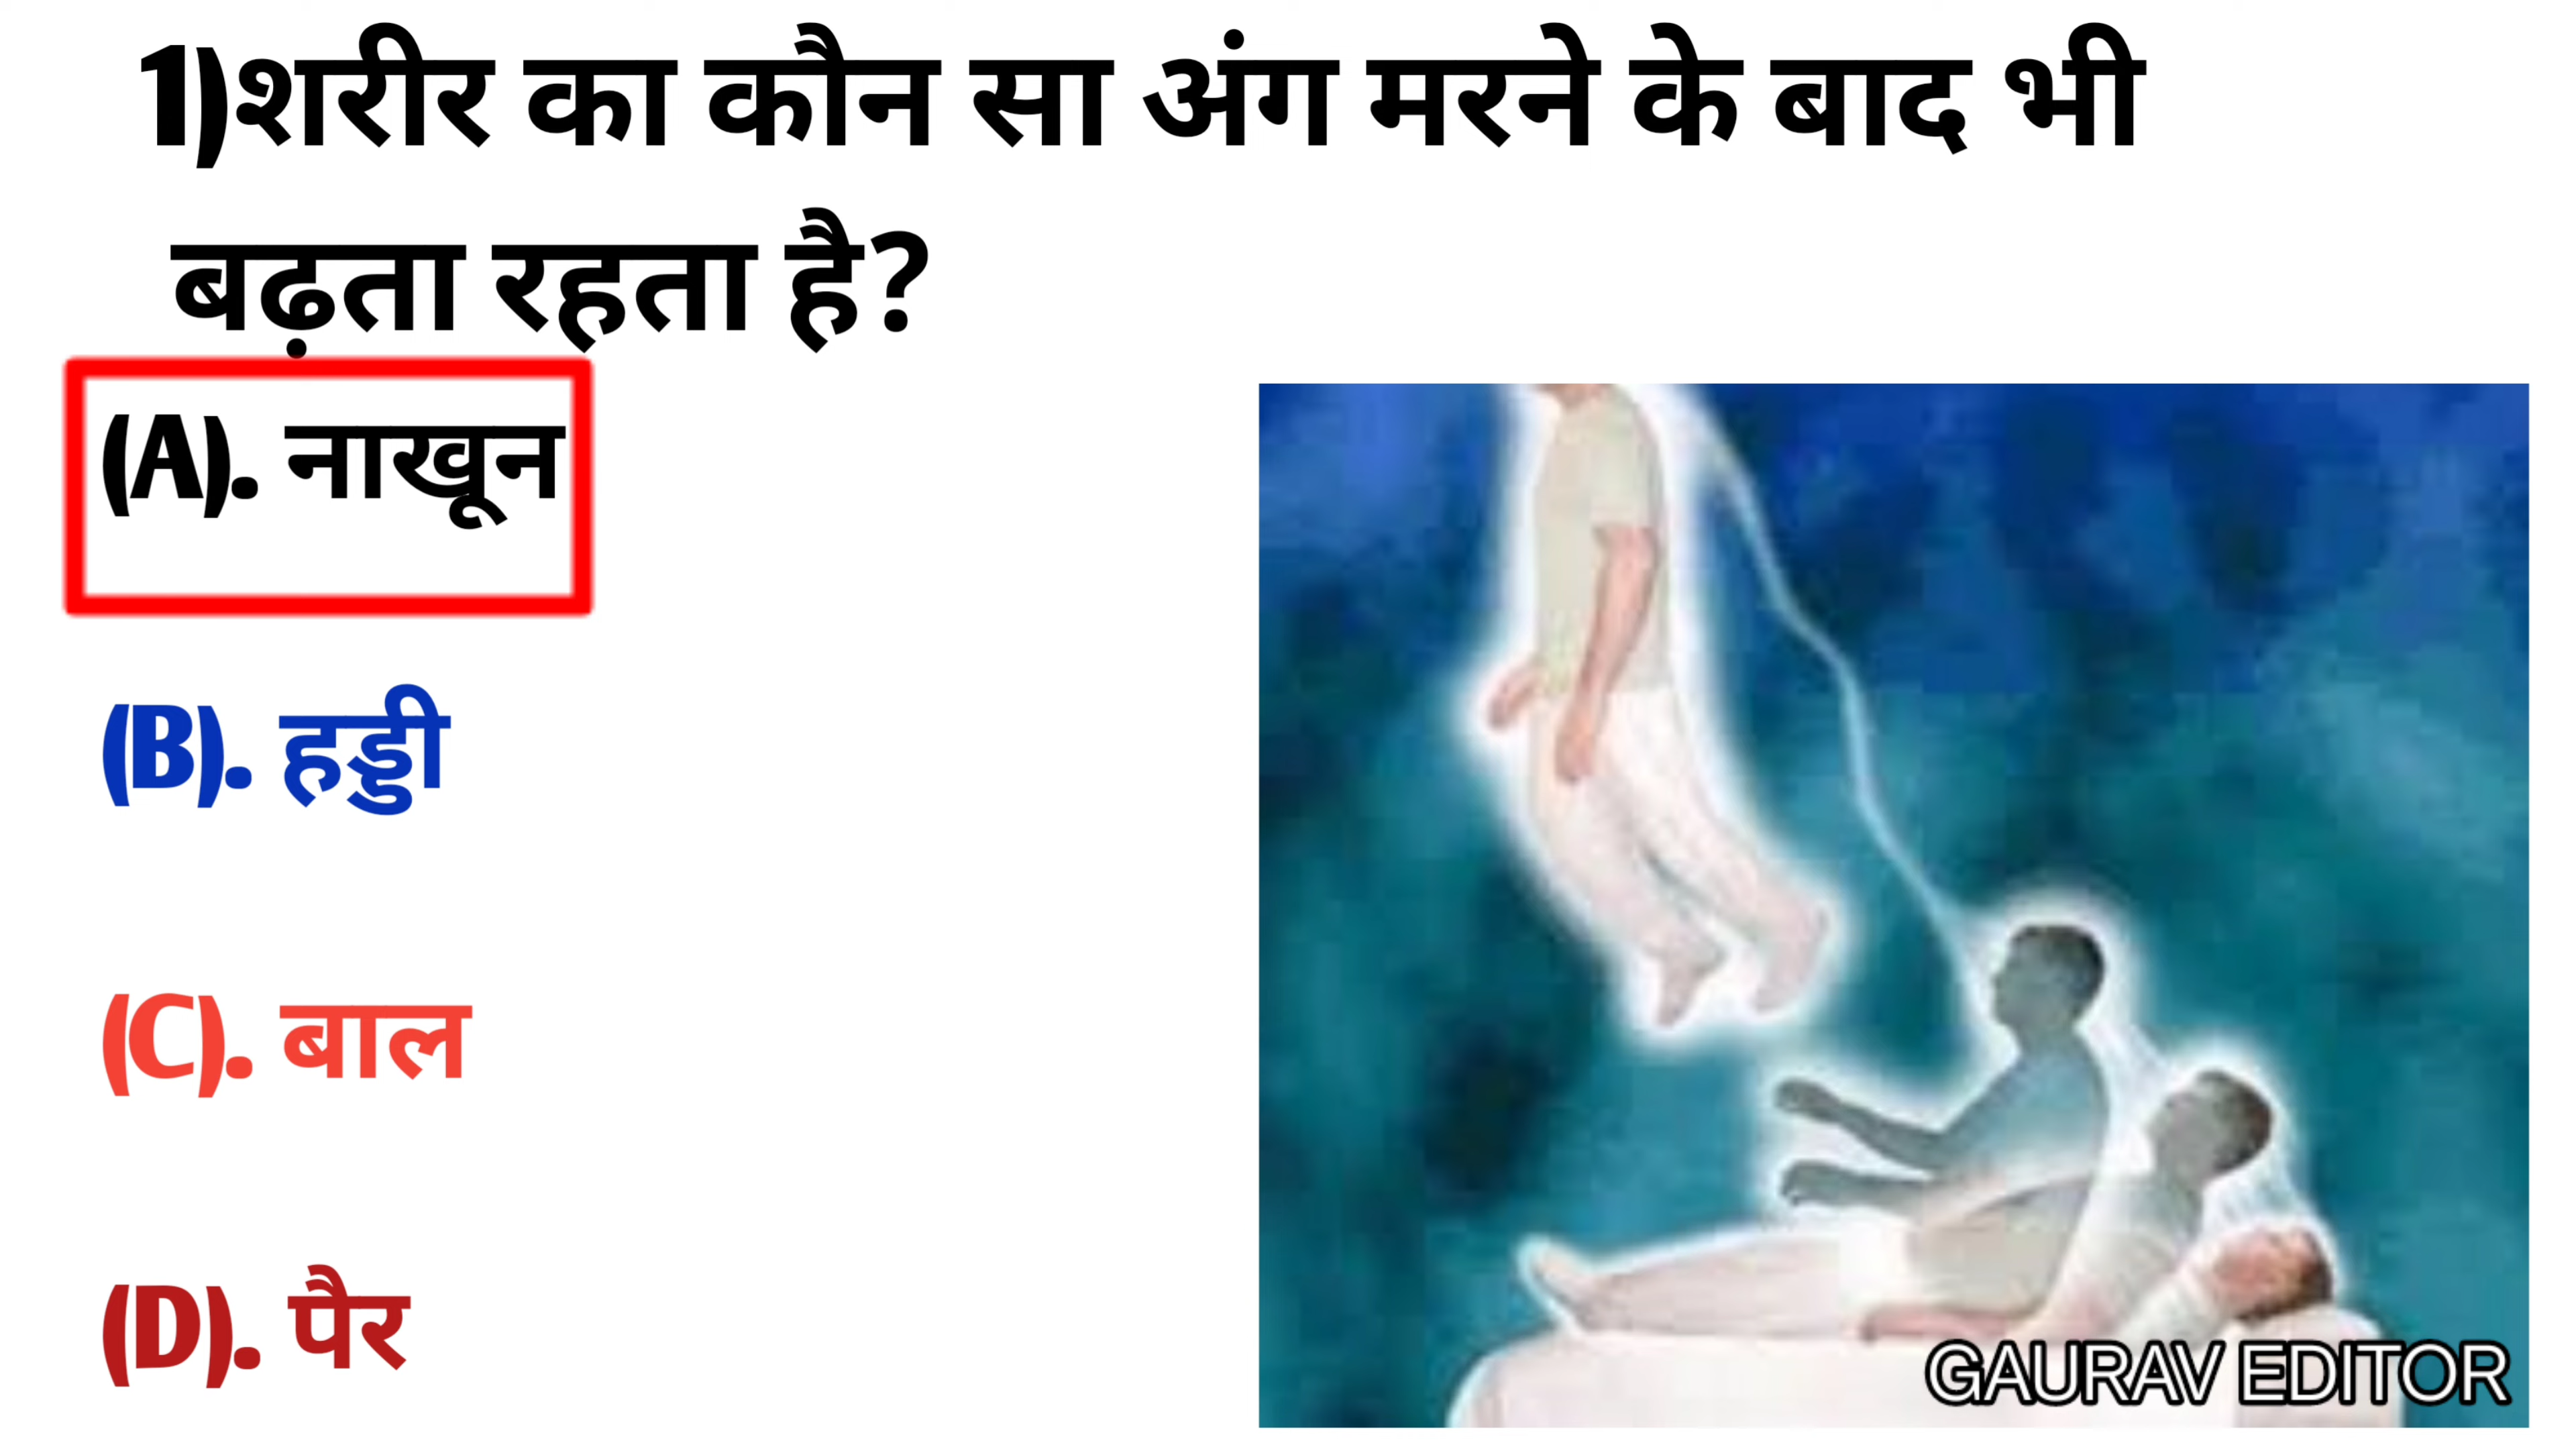 1)शरीर का कौन सा अंग मरने के बाद भी
बढ़ता रहता है?
(A). नाखून
(B). हड्डी
(C). बाल
(D). पैर
GAURAV EDITOR